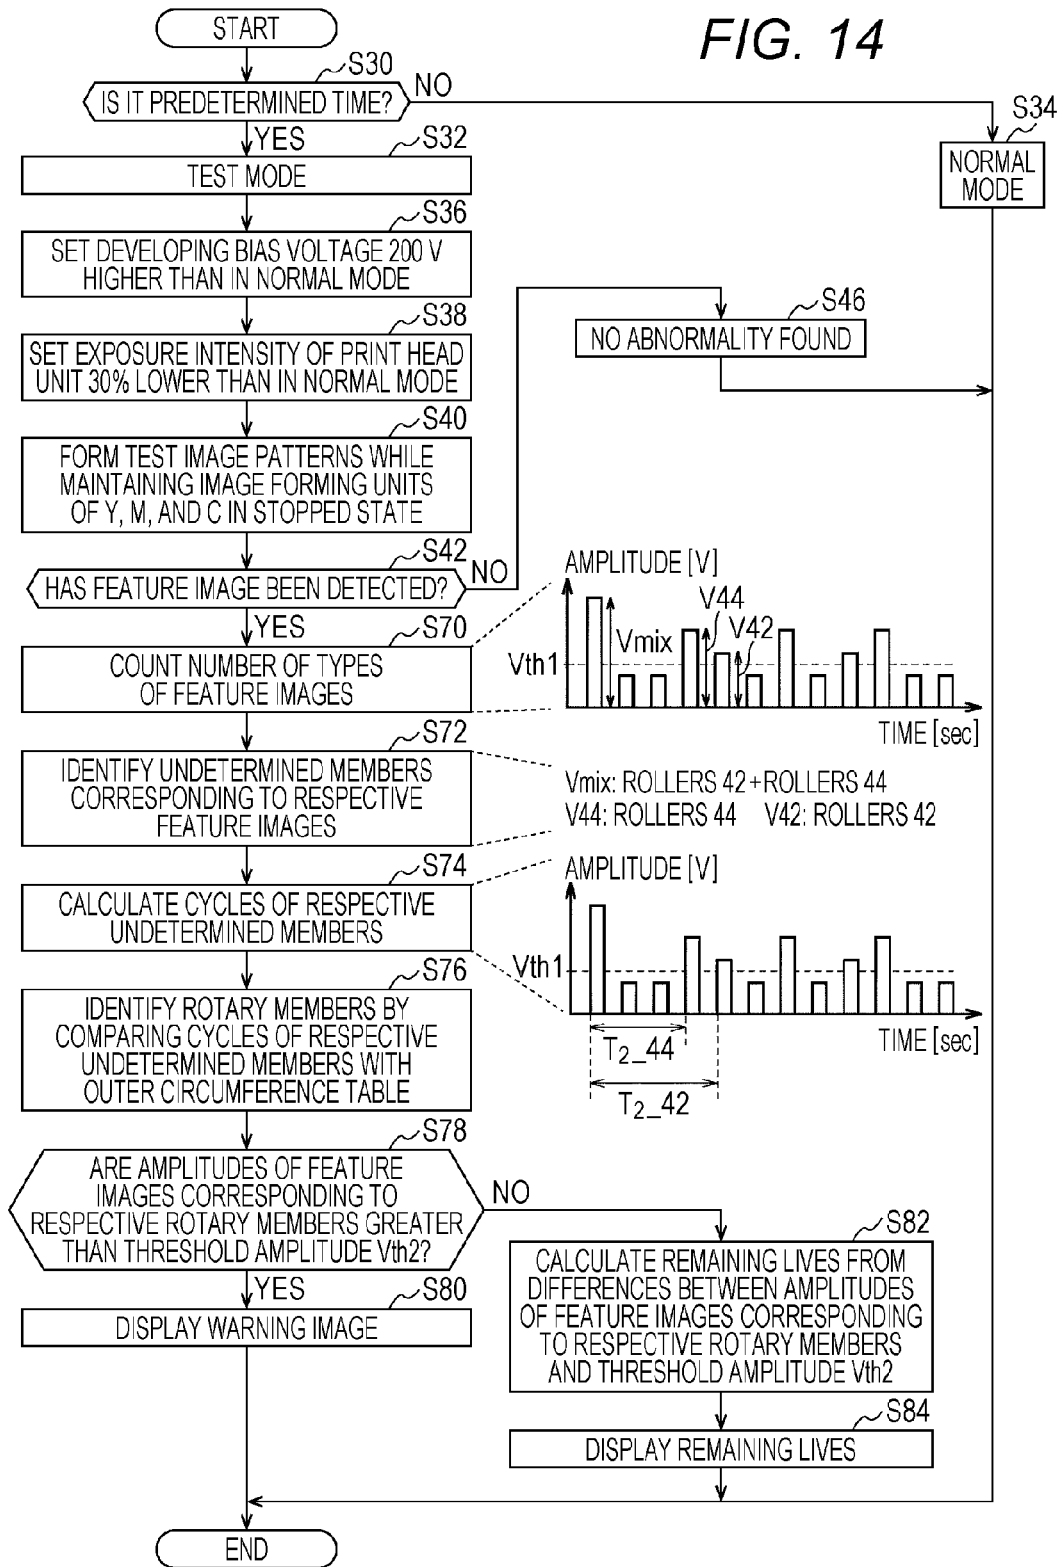 FIG. 14
START
S30
IS IT PREDETERMINED TIME?
NO
YES
S34
NORMAL
MODE
S32
TEST MODE
S36
SET DEVELOPING BIAS VOLTAGE 200 V
HIGHER THAN IN NORMAL MODE
S38
SET EXPOSURE INTENSITY OF PRINT HEAD
UNIT 30% LOWER THAN IN NORMAL MODE
S46
NO ABNORMALITY FOUND
S40
FORM TEST IMAGE PATTERNS WHILE
MAINTAINING IMAGE FORMING UNITS
OF Y, M, AND C IN STOPPED STATE
S42
HAS FEATURE IMAGE BEEN DETECTED?
NO
YES
S70
COUNT NUMBER OF TYPES
OF FEATURE IMAGES
AMPLITUDE [V]
V44
Vmix
V42
Vth1
TIME [sec]
S72
IDENTIFY UNDETERMINED MEMBERS
CORRESPONDING TO RESPECTIVE
FEATURE IMAGES
Vmix: ROLLERS 42+ROLLERS 44
V44: ROLLERS 44 V42: ROLLERS 42
S74
CALCULATE CYCLES OF RESPECTIVE
UNDETERMINED MEMBERS
AMPLITUDE [V]
Vth1
TIME [sec]
T2_44
T2_42
S76
IDENTIFY ROTARY MEMBERS BY
COMPARING CYCLES OF RESPECTIVE
UNDETERMINED MEMBERS WITH
OUTER CIRCUMFERENCE TABLE
S78
ARE AMPLITUDES OF FEATURE
IMAGES CORRESPONDING TO
RESPECTIVE ROTARY MEMBERS GREATER
THAN THRESHOLD AMPLITUDE Vth2?
NO
YES
S80
DISPLAY WARNING IMAGE
S82
CALCULATE REMAINING LIVES FROM
DIFFERENCES BETWEEN AMPLITUDES
OF FEATURE IMAGES CORRESPONDING
TO RESPECTIVE ROTARY MEMBERS
AND THRESHOLD AMPLITUDE Vth2
S84
DISPLAY REMAINING LIVES
END